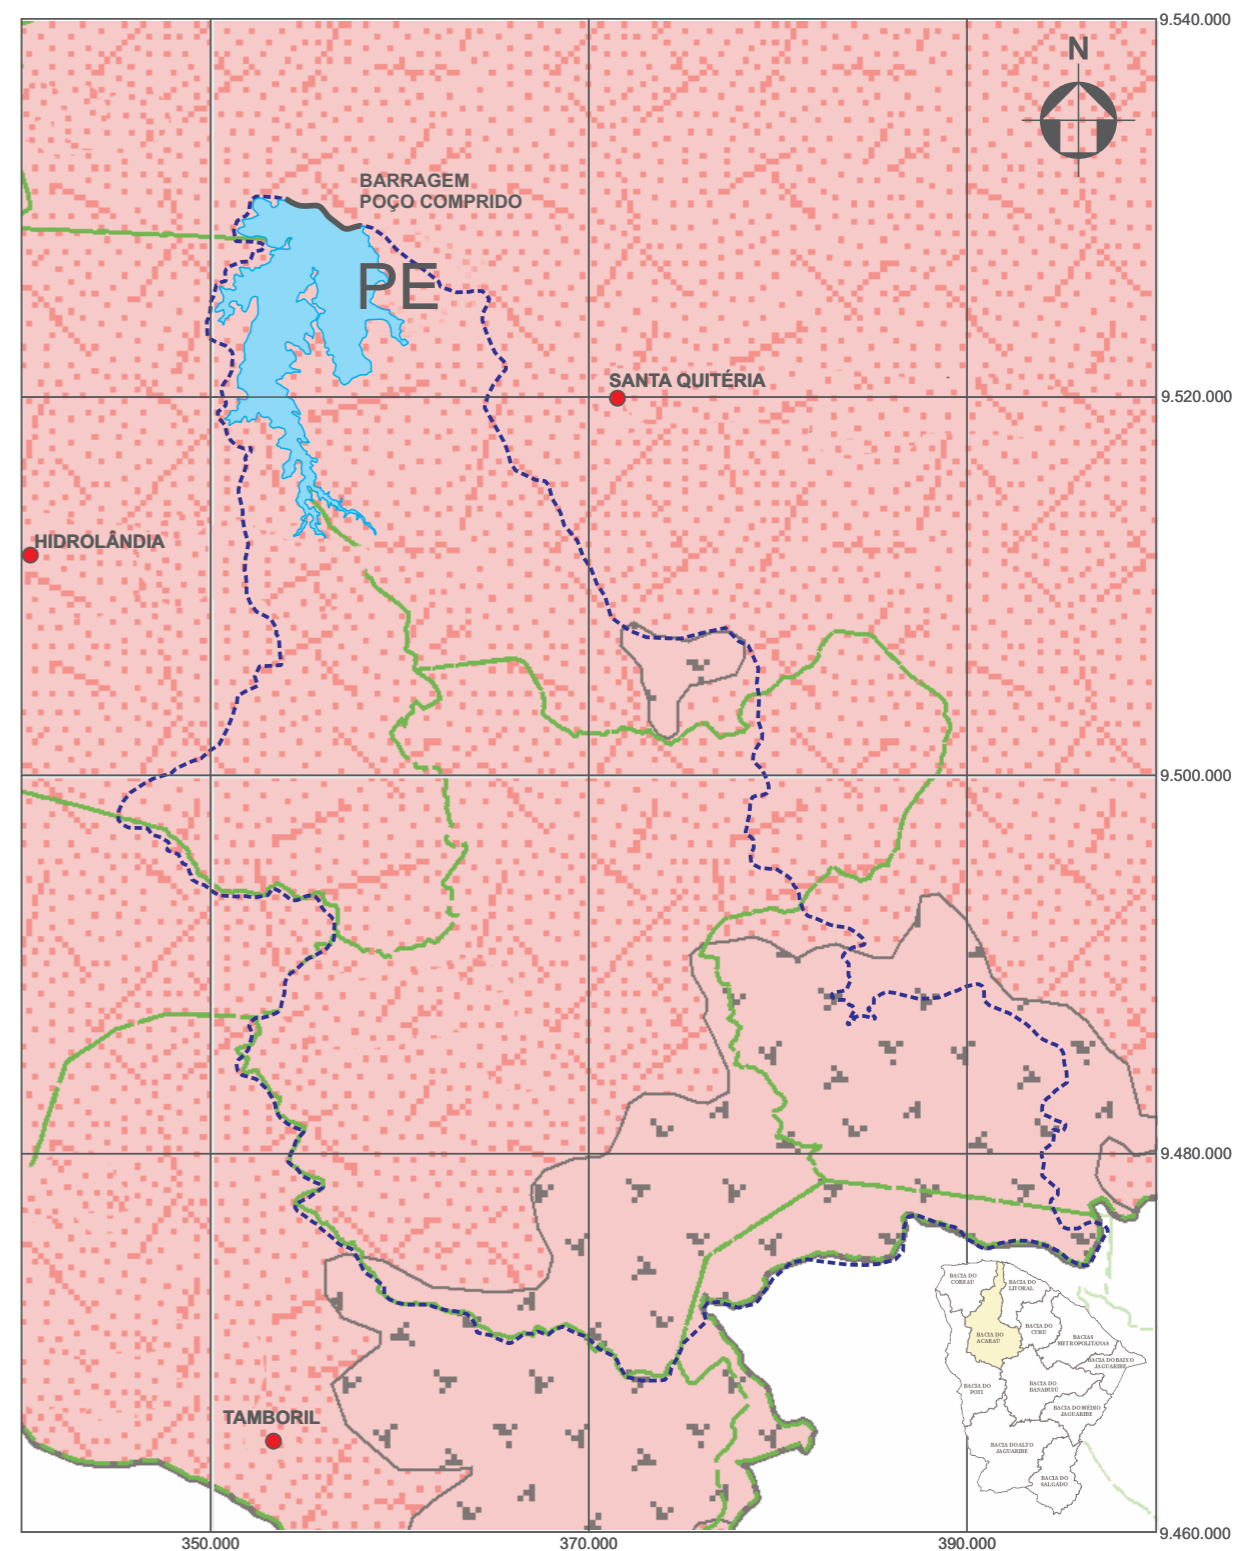 9.540.000
N
BARRAGEM
POÇO COMPRIDO
PE
SANTA QUITÉRIA
9.520.000
HIDROLÂNDIA
9.500.000
9.480.000
BACIA DO
COREAÚ
BACIA DO
LITORAL
BACIA DO
ACARAÚ
BACIA DO
CURU
BACIAS
METROPOLITANAS
BACIA DO BAIXO
JAGUARIBE
BACIA DO
POTI
BACIA DO
BANABUIÚ
BACIA DO MÉDIO
JAGUARIBE
TAMBORIL
BACIA DO ALTO
JAGUARIBE
BACIA DO
SALGADO
9.460.000
350.000
370.000
390.000